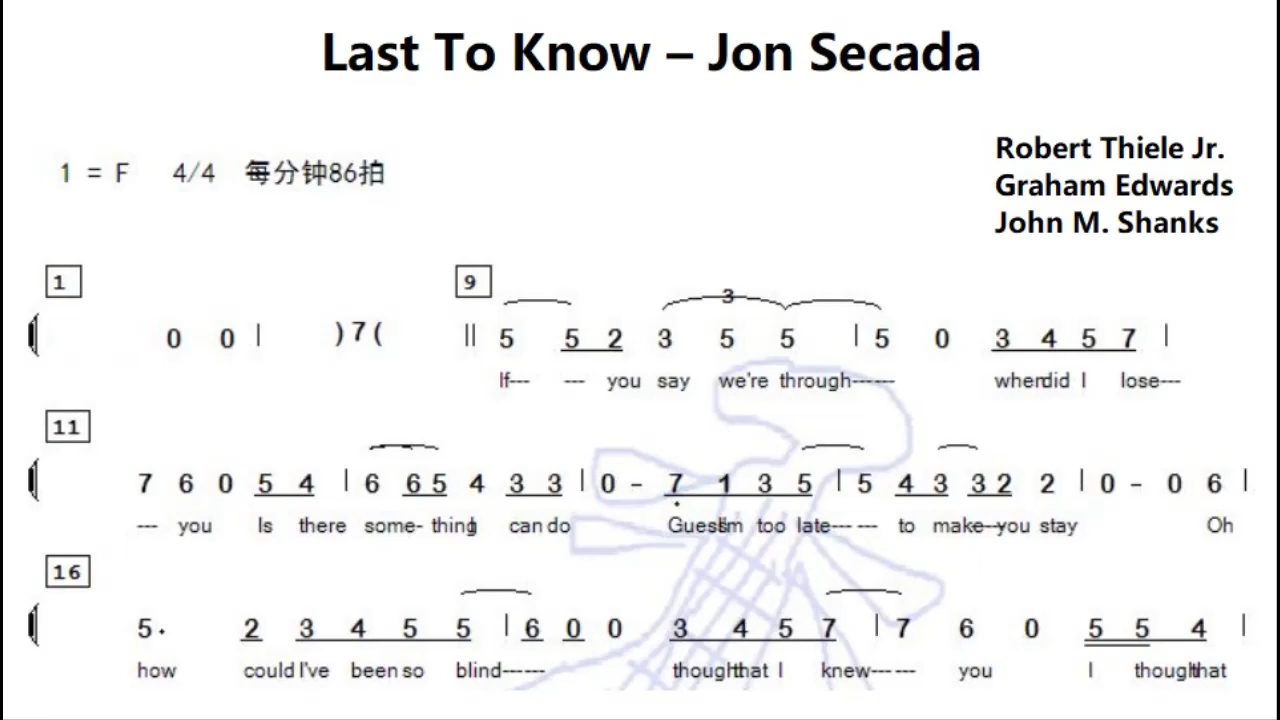 Last To Know – Jon Secada
1 = F 4/4 每分钟86拍
Robert Thiele Jr.
Graham Edwards
John M. Shanks
1
9
3
0 0 | ) 7 ( || 5 5 2 3 5 5 | 5 0 3 4 5 7 |
If--- --- you say we're through------ when did I lose---
11
7 6 0 5 4 | 6 6 5 4 3 3 | 0 - 7 1 3 5 | 5 4 3 3 2 2 | 0 - 0 6 |
--- you Is there some- thing I can do Guess I'm too late--- --- to make---you stay Oh
16
5. 2 3 4 5 5 | 6 0 0 3 4 5 7 | 7 6 0 5 5 4 |
how could I've been so blind------ thought that I knew------ you I thought that